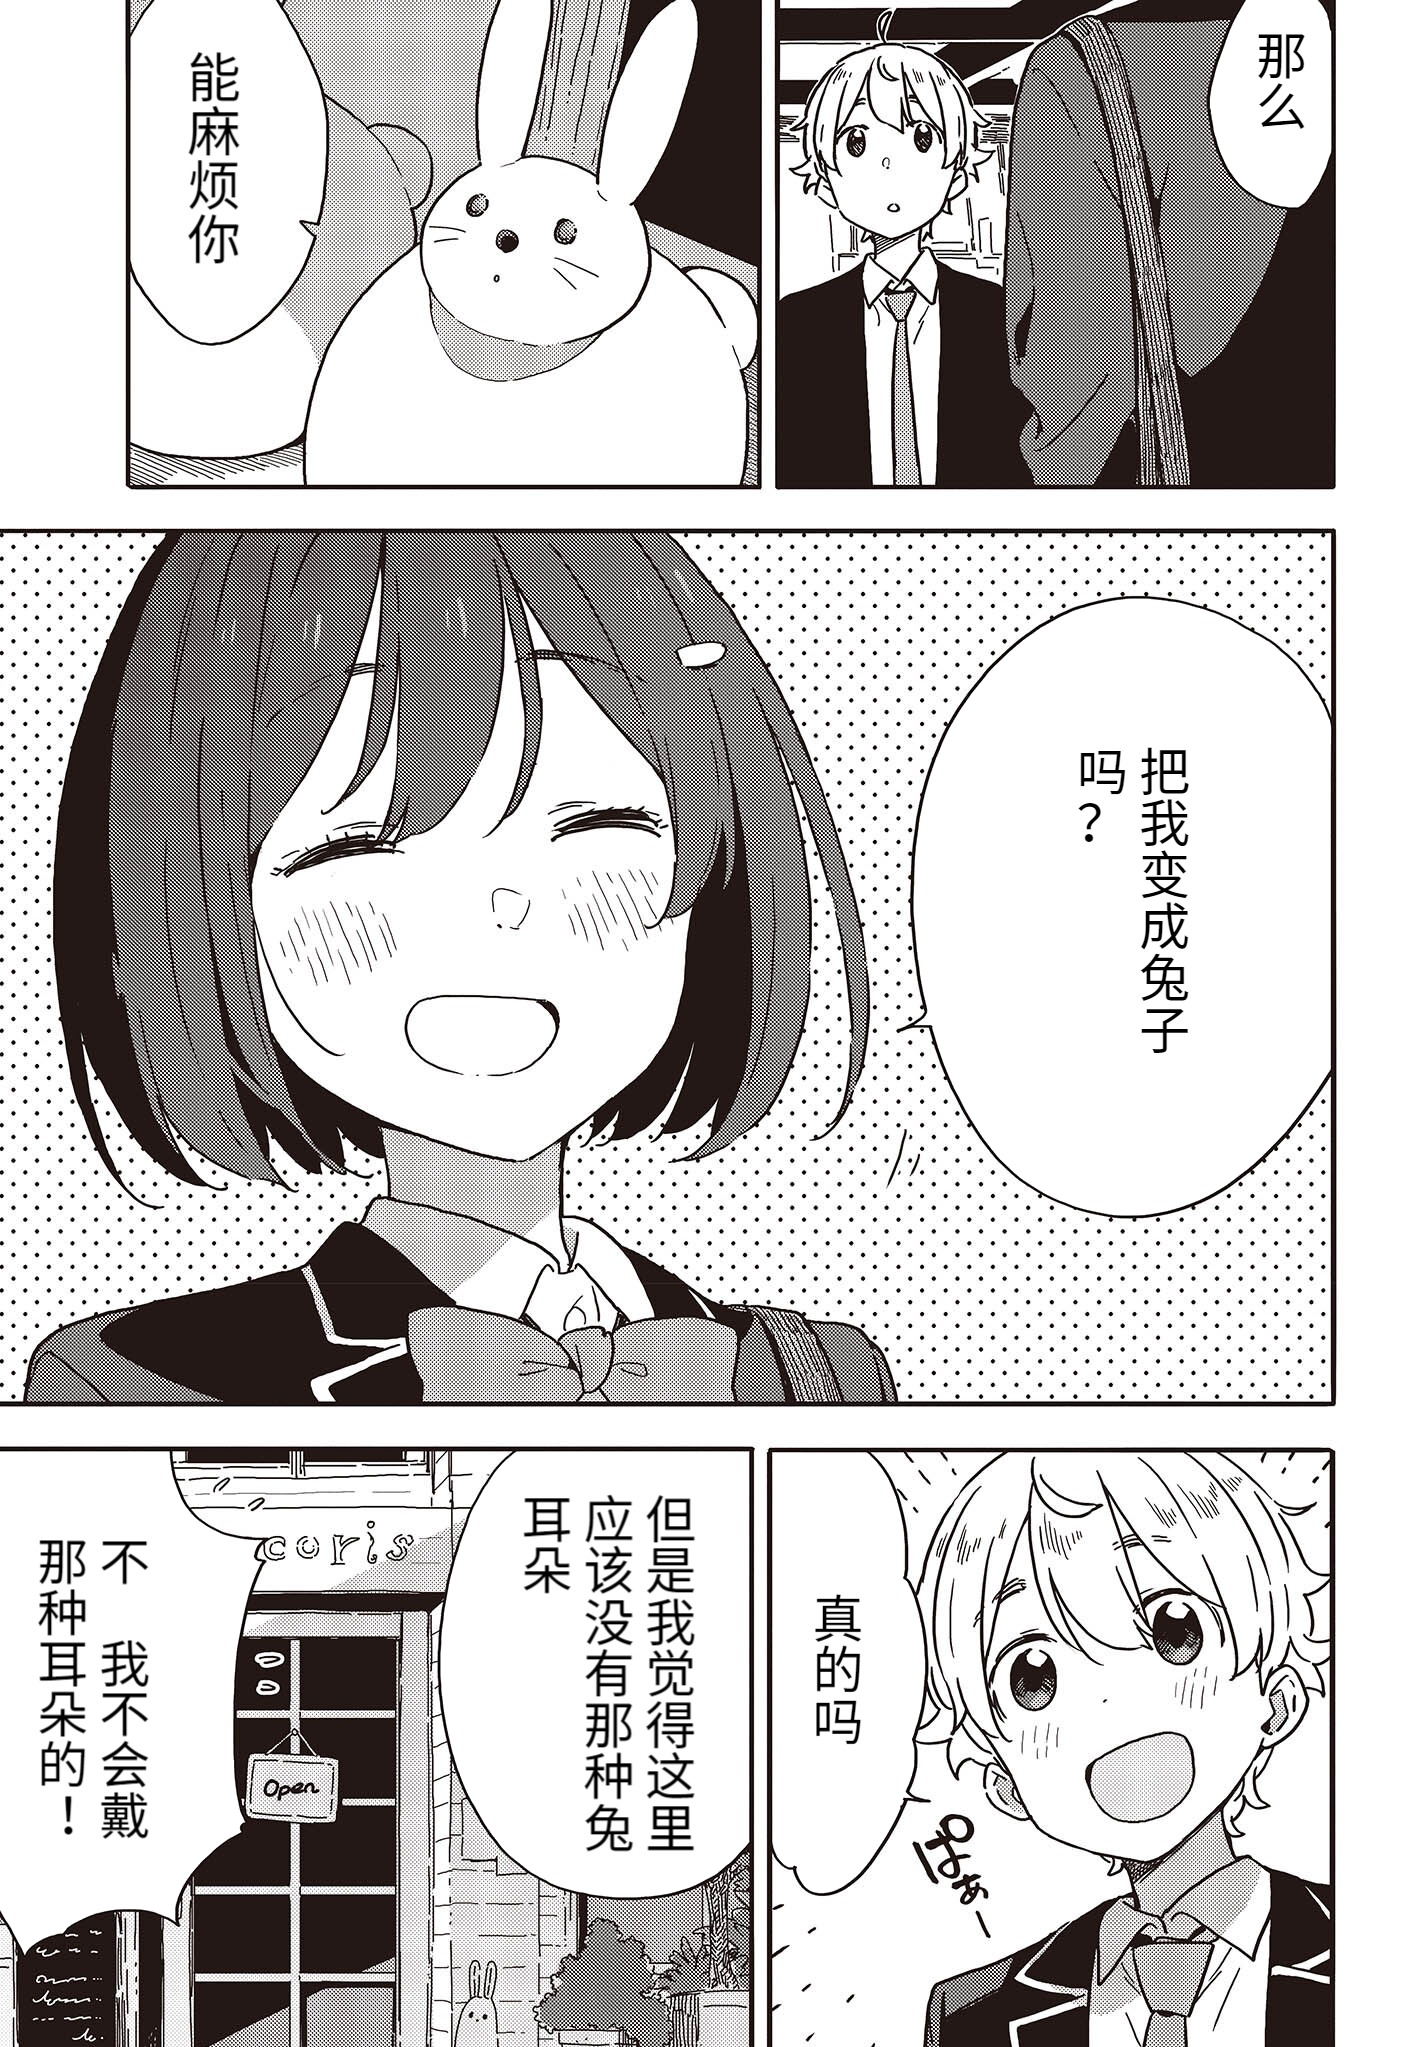 那么
能麻烦你
把我变成兔子
吗？
真的吗
ぱぁー
但是我觉得这里
应该没有那种兔
耳朵
coris
Open
不　我不会戴
那种耳朵的！